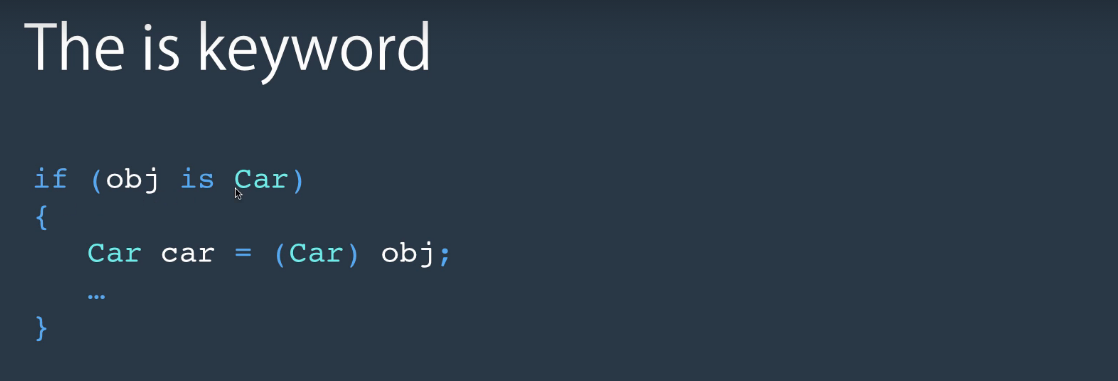 The is keyword
if (obj is Car)
{
Car car = (Car) obj;
…
}